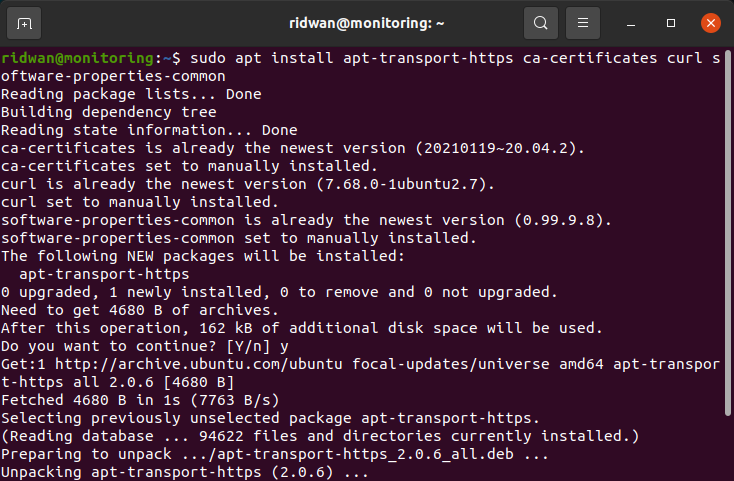 ridwan@monitoring: ~
ridwan@monitoring:~$ sudo apt install apt-transport-https ca-certificates curl s
oftware-properties-common
Reading package lists... Done
Building dependency tree
Reading state information... Done
ca-certificates is already the newest version (20210119~20.04.2).
ca-certificates set to manually installed.
curl is already the newest version (7.68.0-1ubuntu2.7).
curl set to manually installed.
software-properties-common is already the newest version (0.99.9.8).
software-properties-common set to manually installed.
The following NEW packages will be installed:
  apt-transport-https
0 upgraded, 1 newly installed, 0 to remove and 0 not upgraded.
Need to get 4680 B of archives.
After this operation, 162 kB of additional disk space will be used.
Do you want to continue? [Y/n] y
Get:1 http://archive.ubuntu.com/ubuntu focal-updates/universe amd64 apt-transpor
t-https all 2.0.6 [4680 B]
Fetched 4680 B in 1s (7763 B/s)
Selecting previously unselected package apt-transport-https.
(Reading database ... 94622 files and directories currently installed.)
Preparing to unpack .../apt-transport-https_2.0.6_all.deb ...
Unpacking apt-transport-https (2.0.6) ...